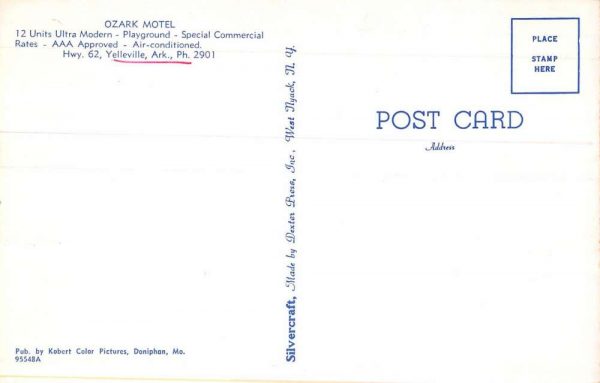 OZARK MOTEL
12 Units Ultra Modern - Playground - Special Commercial
Rates - AAA Approved - Air-conditioned.
Hwy. 62, Yelleville, Ark., Ph. 2901
PLACE
STAMP
HERE
POST CARD
Address
Silvercraft, Made by Dexter Press, Inc., West Nyack, N. Y.
Pub. by Kobert Color Pictures, Doniphan, Mo.
95548A